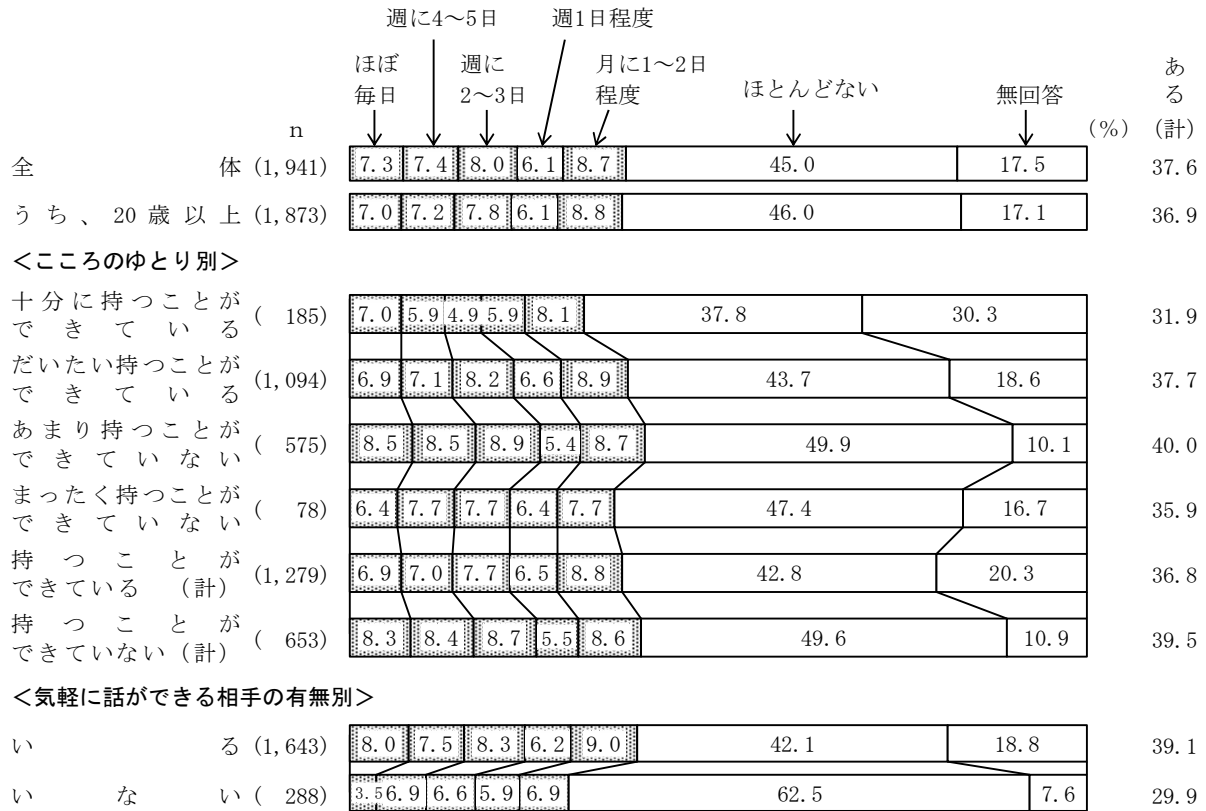 週に4～5日 週1日程度
ほぼ 週に 月に1～2日 あ
毎日 2～3日 程度 ほとんどない 無回答 る
n (%) (計)
全体 (1,941) 7.3 7.4 8.0 6.1 8.7 45.0 17.5 37.6
うち、20歳以上 (1,873) 7.0 7.2 7.8 6.1 8.8 46.0 17.1 36.9
＜こころのゆとり別＞
十分に持つことが
できている ( 185) 7.0 5.9 4.9 5.9 8.1 37.8 30.3 31.9
だいたい持つことが
できている (1,094) 6.9 7.1 8.2 6.6 8.9 43.7 18.6 37.7
あまり持つことが
できていない ( 575) 8.5 8.5 8.9 5.4 8.7 49.9 10.1 40.0
まったく持つことが
できていない ( 78) 6.4 7.7 7.7 6.4 7.7 47.4 16.7 35.9
持つことが
できている (計) (1,279) 6.9 7.0 7.7 6.5 8.8 42.8 20.3 36.8
持つことが
できていない (計) ( 653) 8.3 8.4 8.7 5.5 8.6 49.6 10.9 39.5
＜気軽に話ができる相手の有無別＞
いる (1,643) 8.0 7.5 8.3 6.2 9.0 42.1 18.8 39.1
いない ( 288) 3.5 6.9 6.6 5.9 6.9 62.5 7.6 29.9